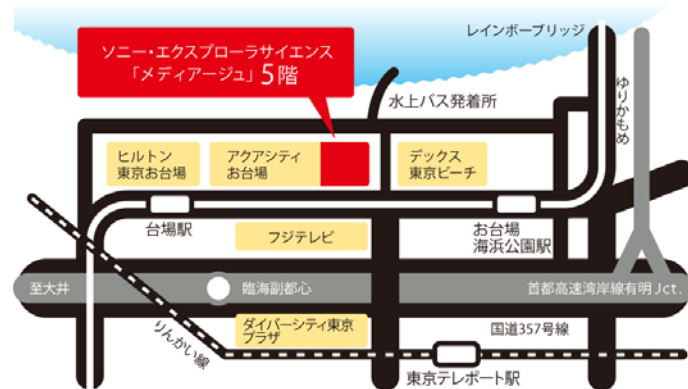 レインボーブリッジ
ソニー・エクスプローラサイエンス
「メディアージュ」5階
ゆりかもめ
水上バス発着所
ヒルトン
東京お台場
アクアシティ
お台場
デックス
東京ビーチ
台場駅
フジテレビ
お台場
海浜公園駅
至大井
臨海副都心
首都高速湾岸線有明Jct.
りんかい線
ダイバーシティ東京
プラザ
国道357号線
東京テレポート駅